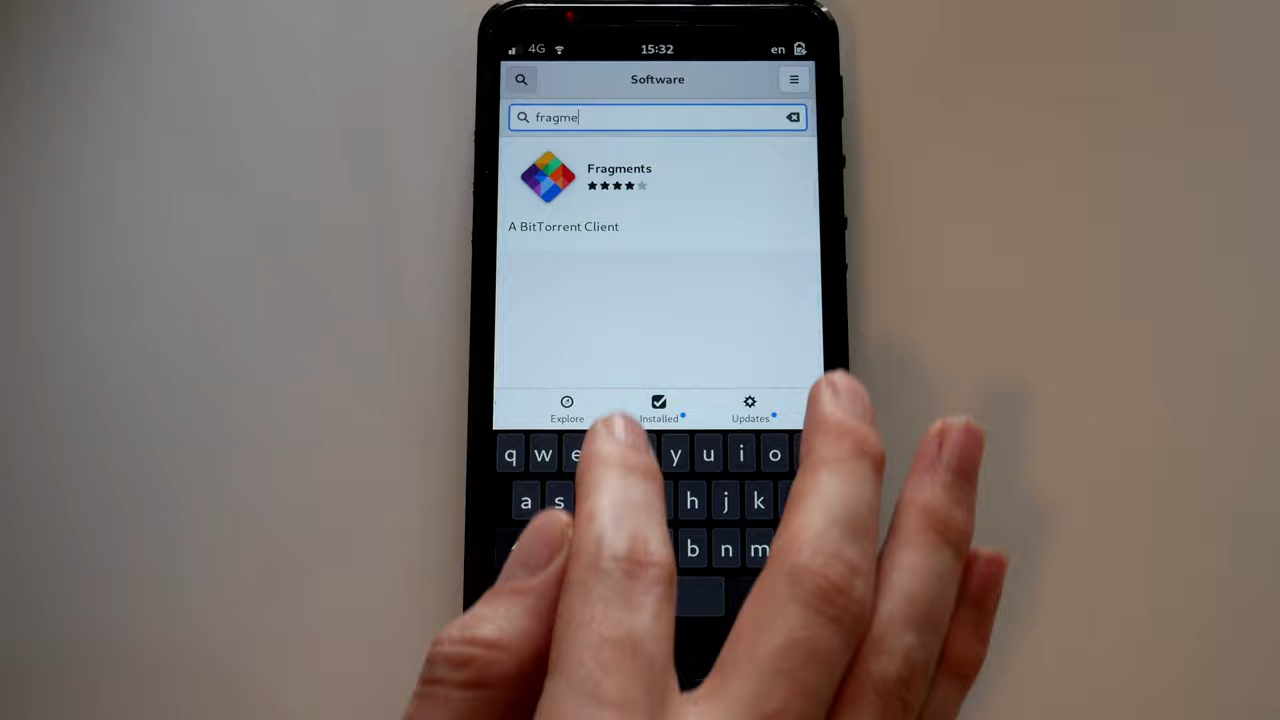 4G 15:32 en
Software
fragme
Fragments
A BitTorrent Client
Explore Installed Updates
q w e y u i o
a s h j k
b n m